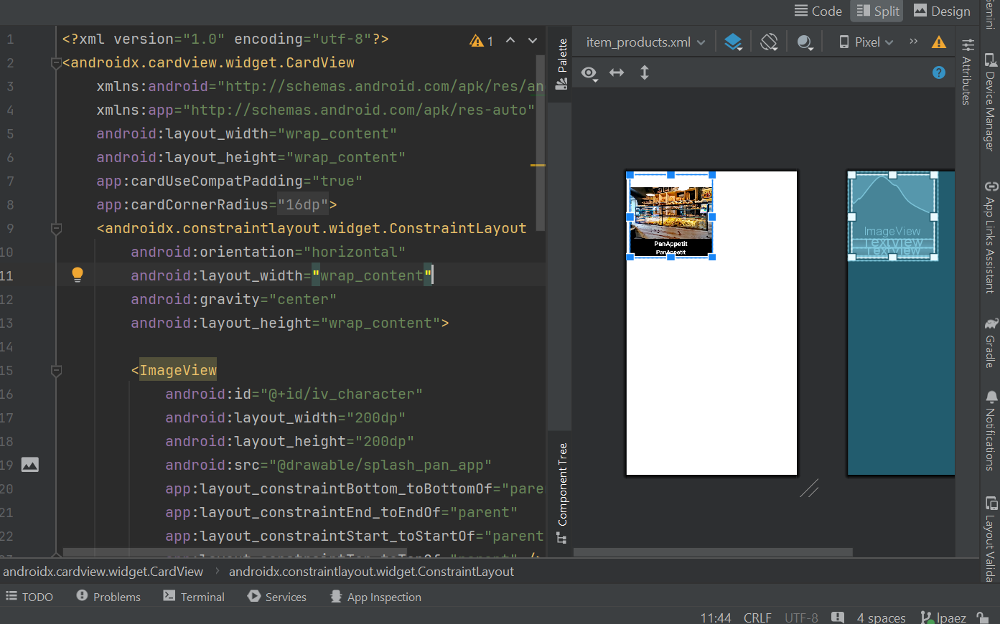 Code Split Design
Gemini
1 <?xml version="1.0" encoding="utf-8"?>
1
2 <androidx.cardview.widget.CardView
3 xmlns:android="http://schemas.android.com/apk/res/an
4 xmlns:app="http://schemas.android.com/apk/res-auto"
5 android:layout_width="wrap_content"
6 android:layout_height="wrap_content"
7 app:cardUseCompatPadding="true"
8 app:cardCornerRadius="16dp">
9 <androidx.constraintlayout.widget.ConstraintLayout
10 android:orientation="horizontal"
11 android:layout_width="wrap_content"
12 android:gravity="center"
13 android:layout_height="wrap_content">
14
15 <ImageView
16 android:id="@+id/iv_character"
17 android:layout_width="200dp"
18 android:layout_height="200dp"
19 android:src="@drawable/splash_pan_app"
20 app:layout_constraintBottom_toBottomOf="pare
21 app:layout_constraintEnd_toEndOf="parent"
22 app:layout_constraintStart_toStartOf="parent
23 app:layout_constraintTop_toTopOf="parent" />
Palette
Component Tree
item_products.xml Pixel
Attributes
PanAppetit
PanAppetit
ImageView
TextView
TextView
Device Manager
App Links Assistant
Gradle
Notifications
Layout Valida
androidx.cardview.widget.CardView › androidx.constraintlayout.widget.ConstraintLayout
TODO Problems Terminal Services App Inspection
11:44 CRLF UTF-8 4 spaces lpaez